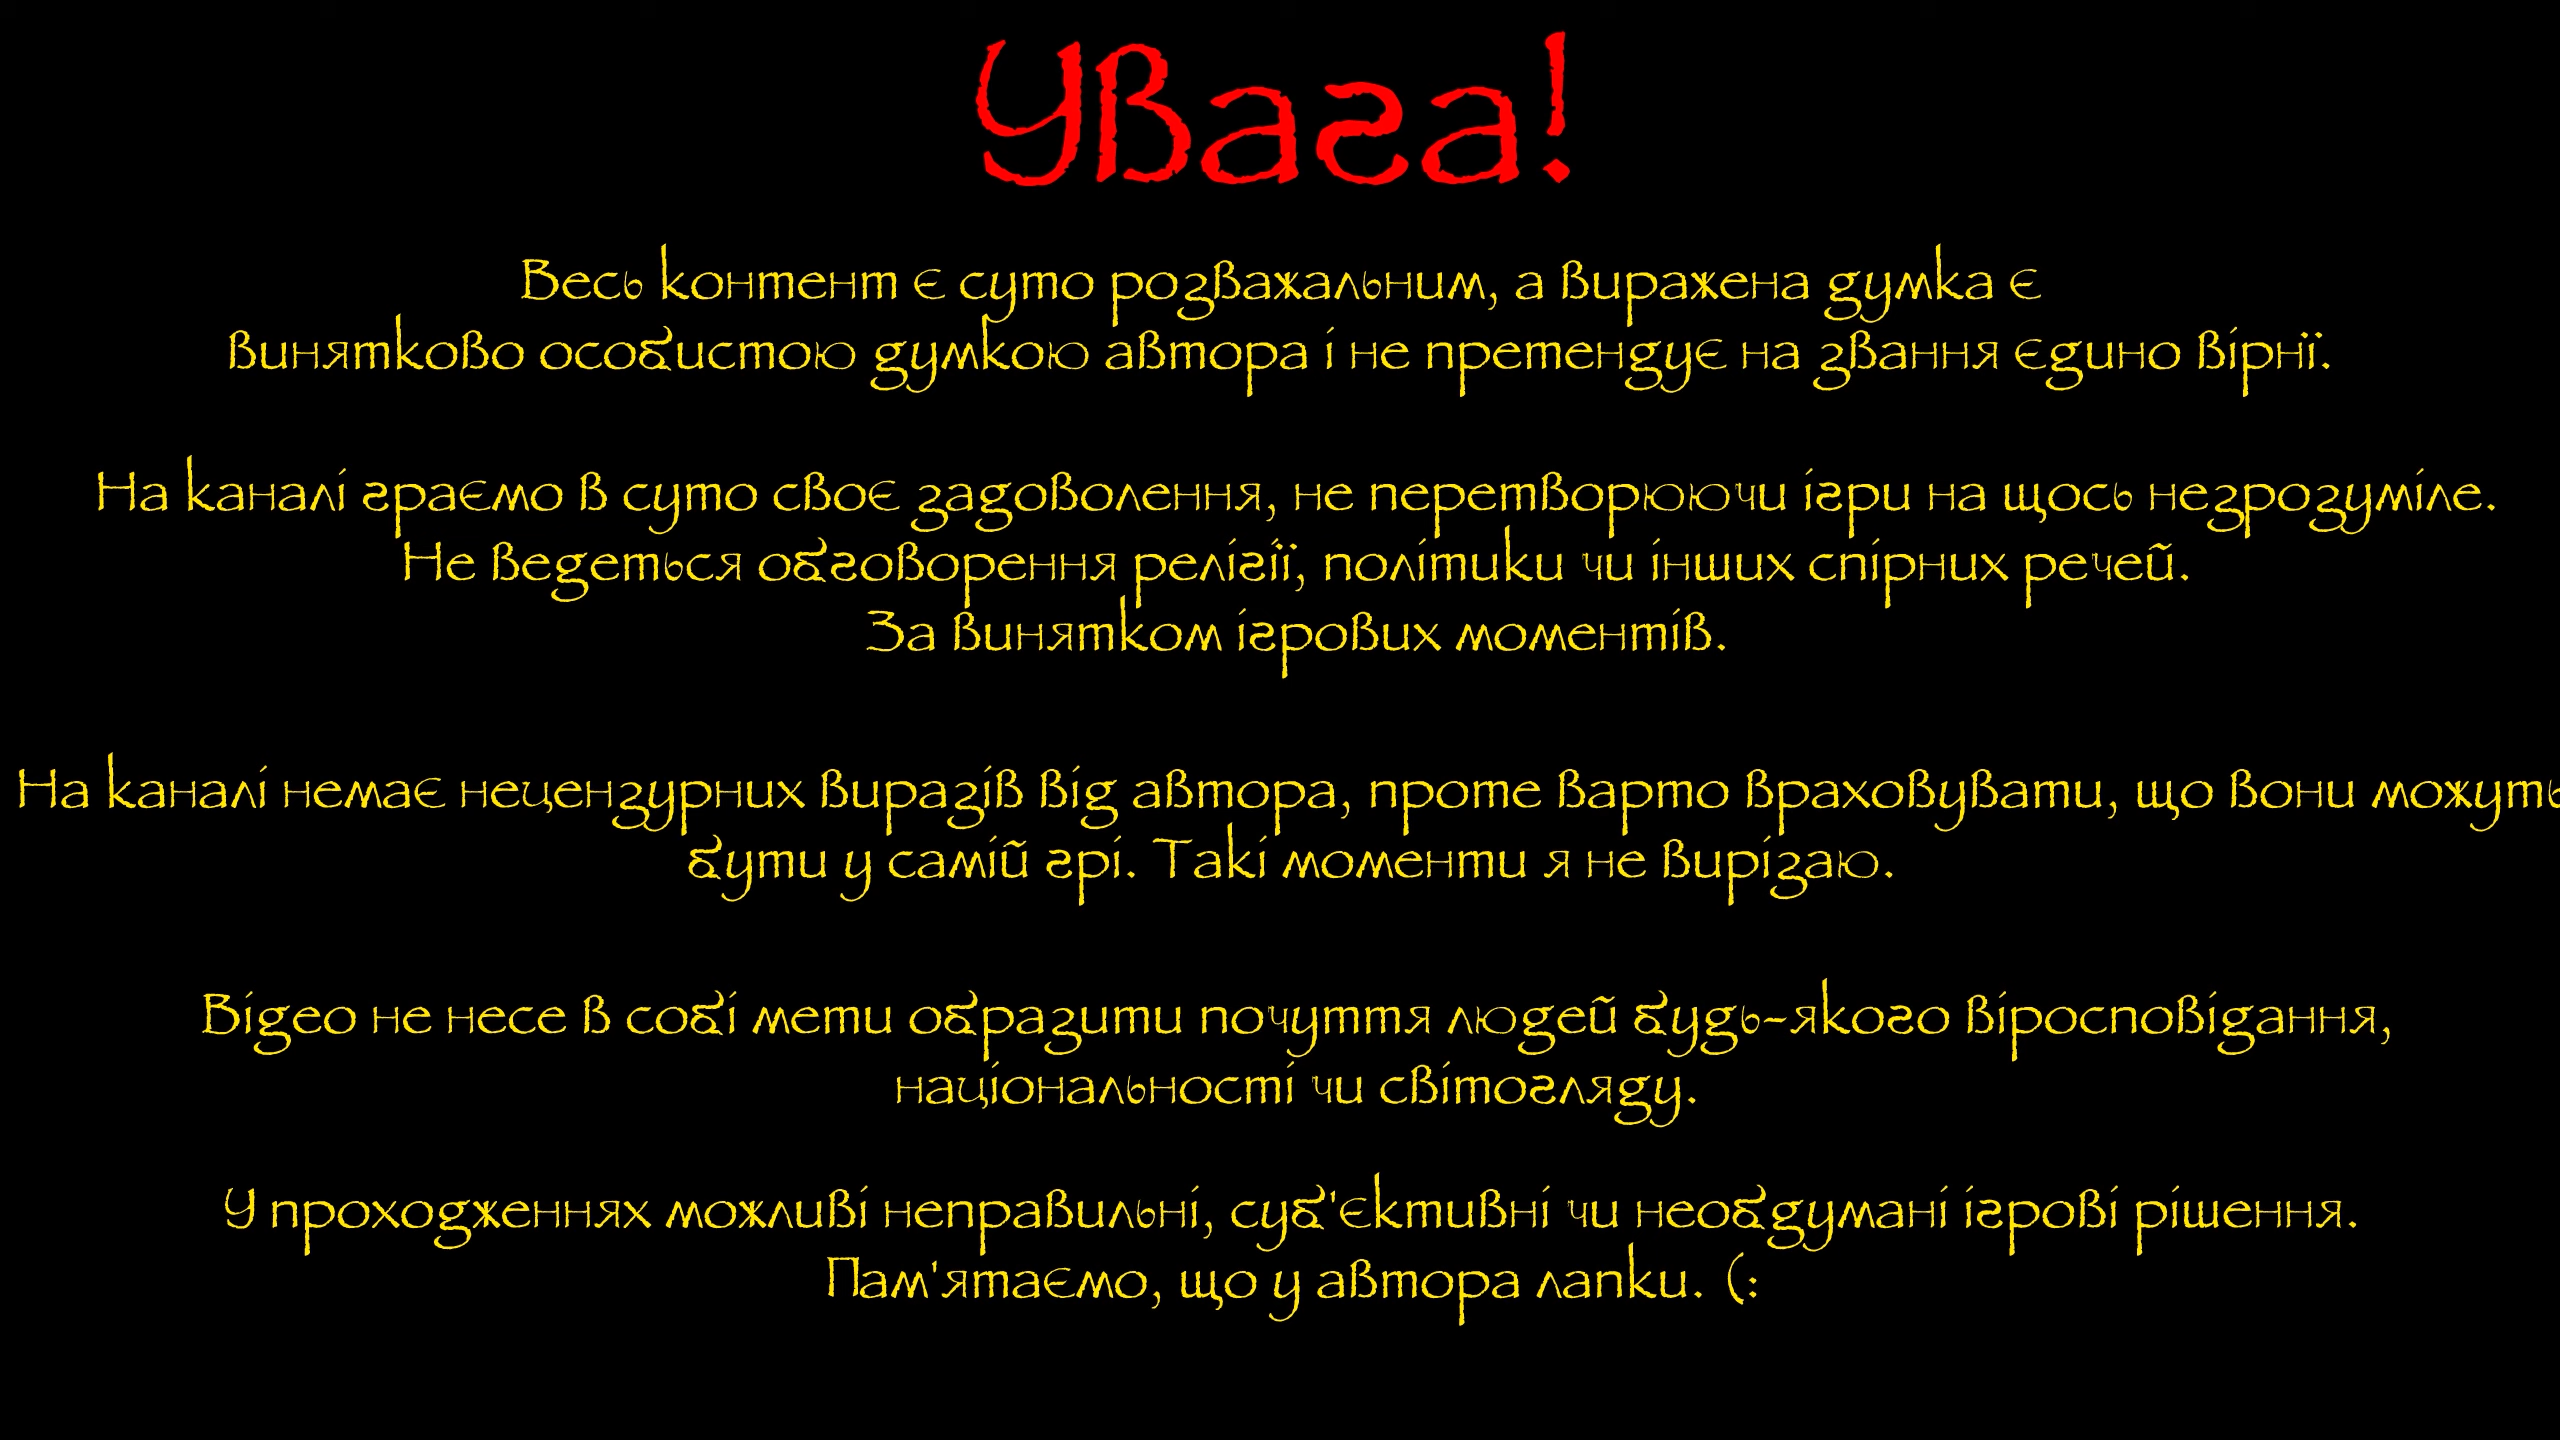 Увага!
Весь контент є суто розважальним, а виражена думка є
винятково особистою думкою автора і не претендує на звання єдино вірнї.
На каналі граємо в суто своє задоволення, не перетворюючи ігри на щось незрозуміле.
Не ведеться обговорення релігії, політики чи інших спірних речей.
За винятком ігрових моментів.
На каналі немає нецензурних виразів від автора, проте варто враховувати, що вони можуть
бути у самій грі. Такі моменти я не вирізаю.
Відео не несе в собі мети образити почуття людей будь-якого віросповідання,
національності чи світогляду.
У проходженнях можливі неправильні, суб'єктивні чи необдумані ігрові рішення.
Пам'ятаємо, що у автора лапки. (: